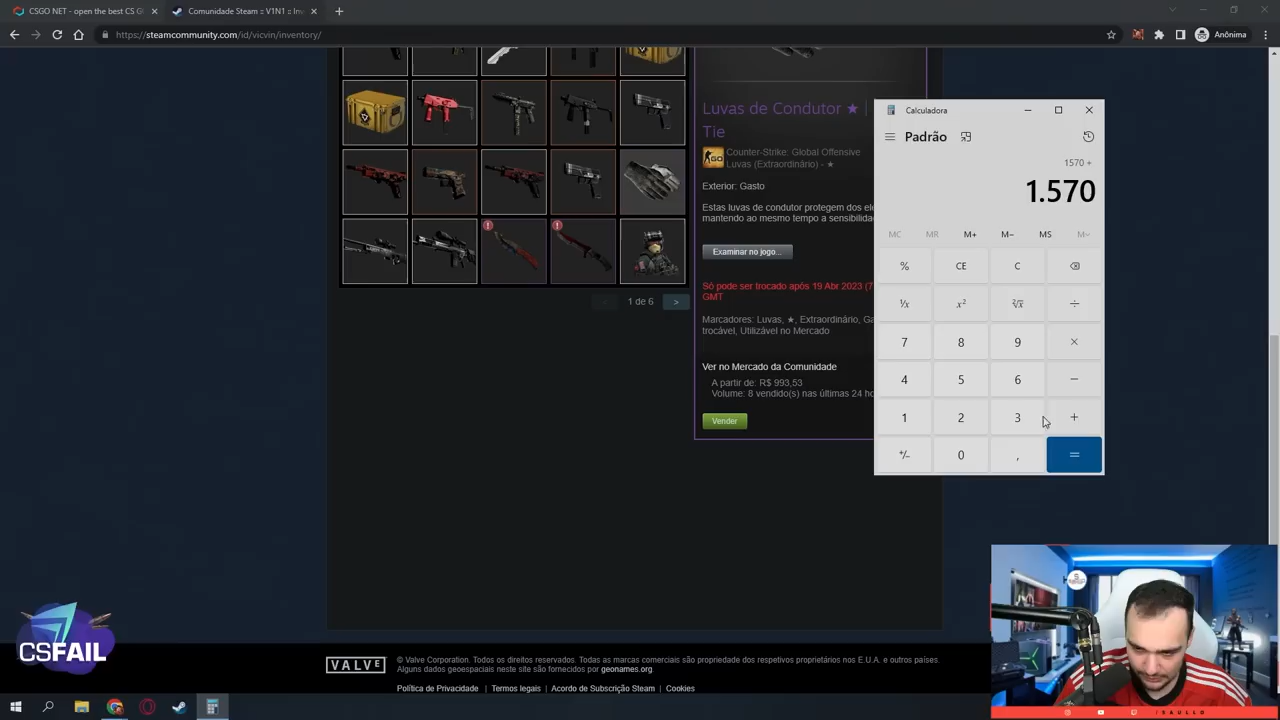 CSGO NET - open the best CS G
Comunidade Steam :: V1N1 :: In
https://steamcommunity.com/id/vicvin/inventory/
Anônima
Luvas de Condutor ★ |
Tie
Counter-Strike: Global Offensive
Luvas (Extraordinário) - ★
Exterior: Gasto
Estas luvas de condutor protegem dos el
mantendo ao mesmo tempo a sensibilida
Examinar no jogo...
Só pode ser trocado após 19 Abr 2023 (7
GMT
Marcadores: Luvas, ★, Extraordinário, Ga
trocável, Utilizável no Mercado
Ver no Mercado da Comunidade
A partir de: R$ 993,53
Volume: 8 vendido(s) nas últimas 24 ho
Vender
< 1 de 6 >
Calculadora
Padrão
1570 +
1.570
MC MR M+ M− MS M˅
% CE C
¹/x x² ²√x ÷
7 8 9 ×
4 5 6 −
1 2 3 +
+/− 0 , =
CSFAIL
VALVE
© Valve Corporation. Todos os direitos reservados. Todas as marcas comerciais são propriedade dos respetivos proprietários nos E.U.A. e outros países.
Alguns dados geoespaciais neste site são fornecidos por geonames.org.
Política de Privacidade | Termos legais | Acordo de Subscrição Steam | Cookies
SAULLO